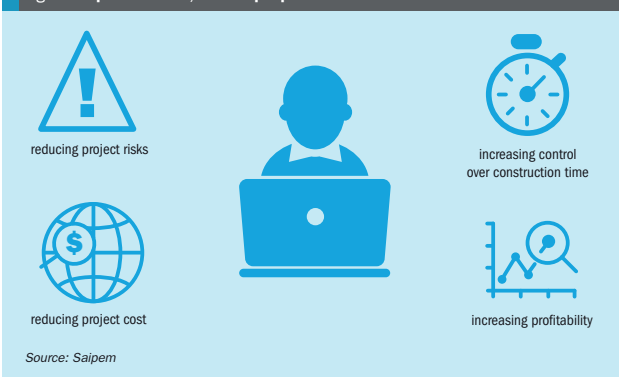 reducing project risks
increasing control
over construction time
reducing project cost
increasing profitability
Source: Saipem